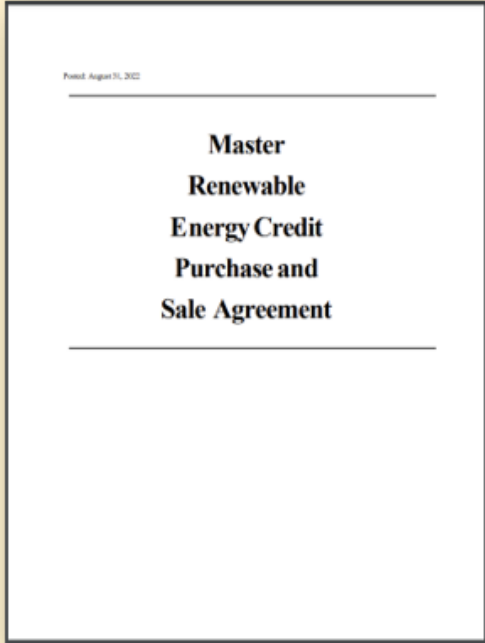 Posted: August 31, 2022
Master
Renewable
Energy Credit
Purchase and
Sale Agreement